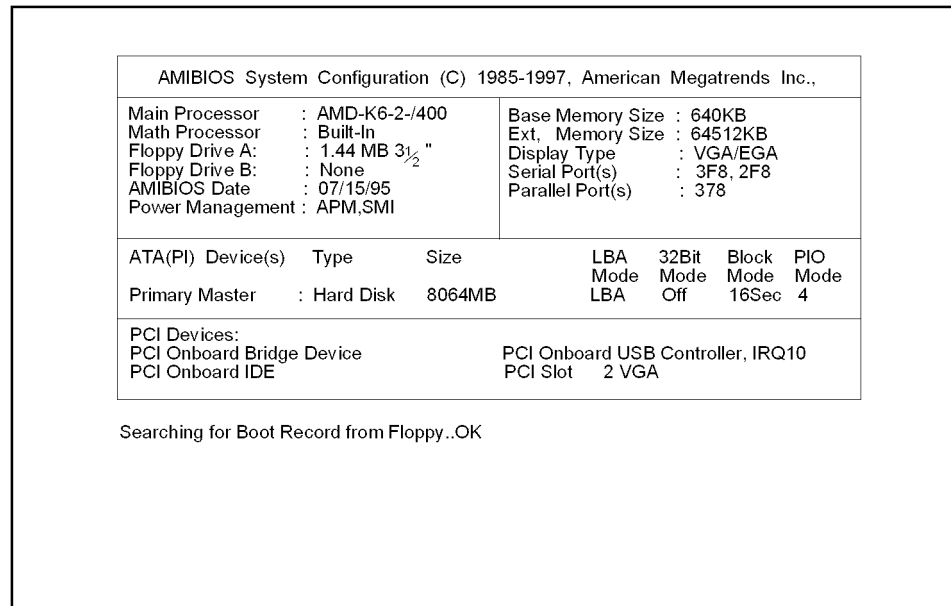 AMIBIOS System Configuration (C) 1985-1997, American Megatrends Inc.,
Main Processor : AMD-K6-2-/400
Math Processor : Built-In
Floppy Drive A: : 1.44 MB 3½ "
Floppy Drive B: : None
AMIBIOS Date : 07/15/95
Power Management : APM,SMI
Base Memory Size : 640KB
Ext, Memory Size : 64512KB
Display Type : VGA/EGA
Serial Port(s) : 3F8, 2F8
Parallel Port(s) : 378
ATA(PI) Device(s) Type Size LBA 32Bit Block PIO
Mode Mode Mode Mode
Primary Master : Hard Disk 8064MB LBA Off 16Sec 4
PCI Devices:
PCI Onboard Bridge Device PCI Onboard USB Controller, IRQ10
PCI Onboard IDE PCI Slot 2 VGA
Searching for Boot Record from Floppy..OK